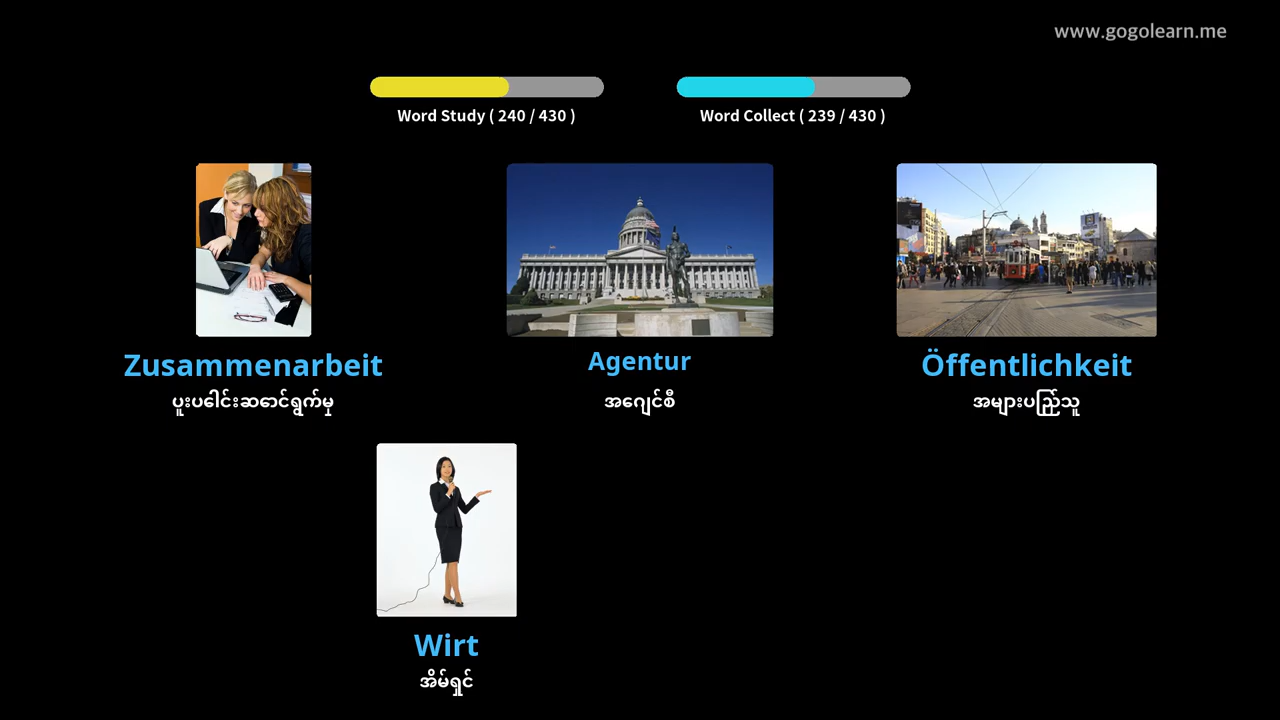 www.gogolearn.me
Word Study ( 240 / 430 )
Word Collect ( 239 / 430 )
Zusammenarbeit
ပူးပေါင်းဆောင်ရွက်မှု
Agentur
အေဂျင်စီ
Öffentlichkeit
အများပြည်သူ
Wirt
အိမ်ရှင်